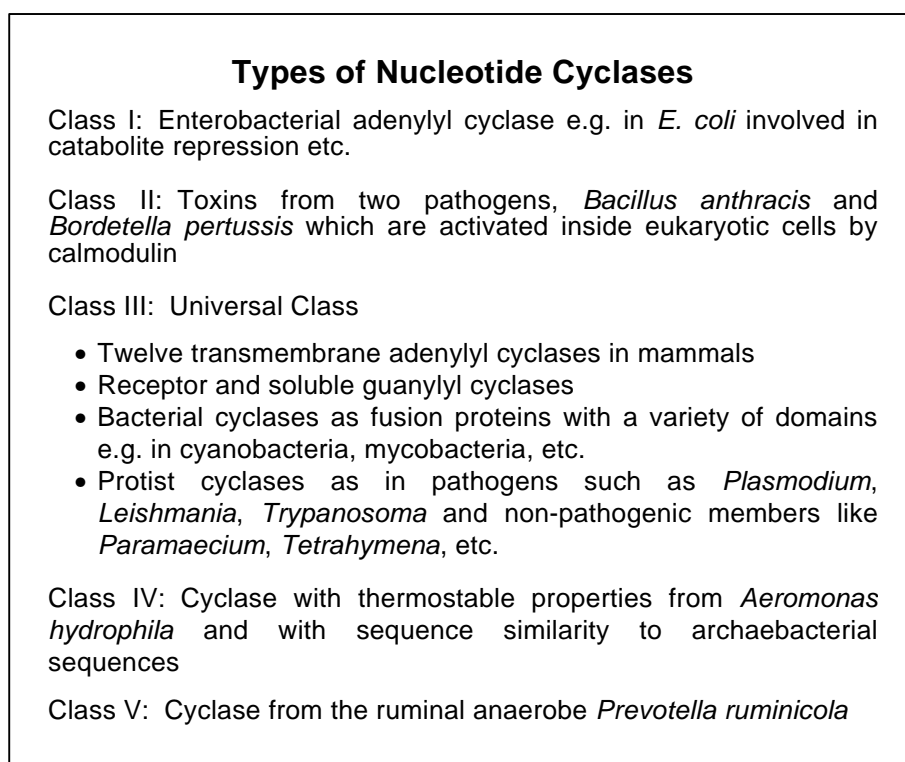 Types of Nucleotide Cyclases
Class I: Enterobacterial adenylyl cyclase e.g. in E. coli involved in
catabolite repression etc.
Class II: Toxins from two pathogens, Bacillus anthracis and
Bordetella pertussis which are activated inside eukaryotic cells by
calmodulin
Class III: Universal Class
• Twelve transmembrane adenylyl cyclases in mammals
• Receptor and soluble guanylyl cyclases
• Bacterial cyclases as fusion proteins with a variety of domains
e.g. in cyanobacteria, mycobacteria, etc.
• Protist cyclases as in pathogens such as Plasmodium,
Leishmania, Trypanosoma and non-pathogenic members like
Paramaecium, Tetrahymena, etc.
Class IV: Cyclase with thermostable properties from Aeromonas
hydrophila and with sequence similarity to archaebacterial
sequences
Class V: Cyclase from the ruminal anaerobe Prevotella ruminicola